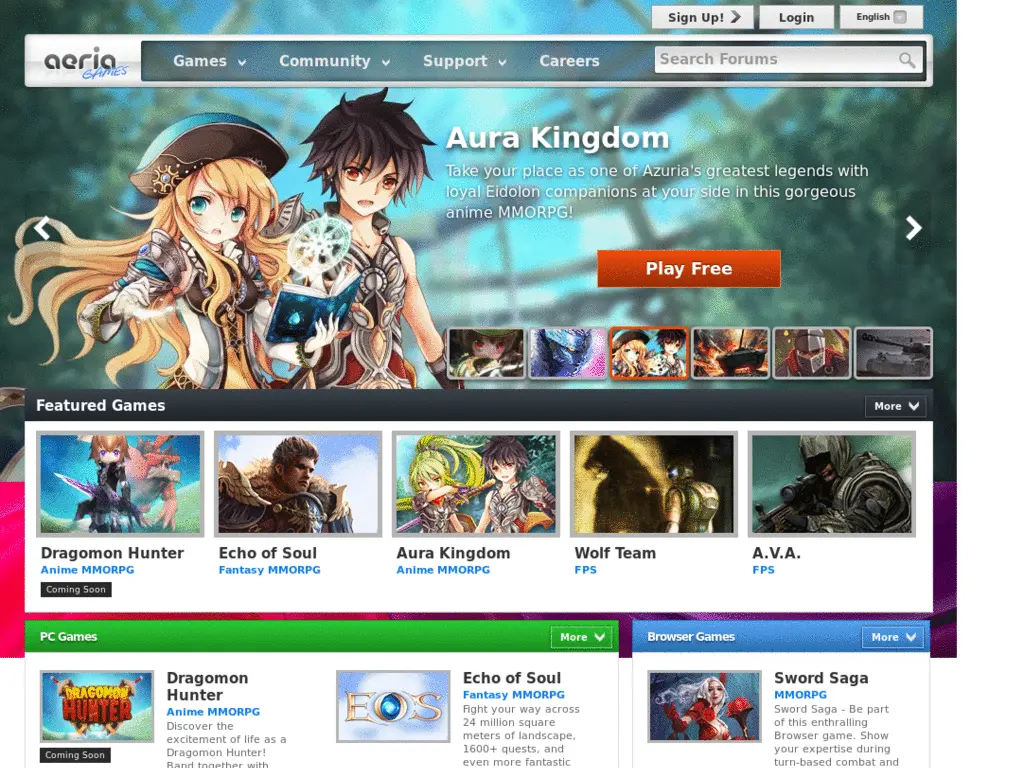 Sign Up!
Login
English
aeria GAMES
Games
Community
Support
Careers
Search Forums
Aura Kingdom
Take your place as one of Azuria's greatest legends with
loyal Eidolon companions at your side in this gorgeous
anime MMORPG!
Play Free
Featured Games
More
Dragomon Hunter
Anime MMORPG
Coming Soon
Echo of Soul
Fantasy MMORPG
Aura Kingdom
Anime MMORPG
Wolf Team
FPS
A.V.A.
FPS
PC Games
More
DRAGOMON
HUNTER
Coming Soon
Dragomon
Hunter
Anime MMORPG
Discover the
excitement of life as a
Dragomon Hunter!
Band together with
EOS
Echo of Soul
Fantasy MMORPG
Fight your way across
24 million square
meters of landscape,
1600+ quests, and
even more fantastic
Browser Games
More
Sword Saga
MMORPG
Sword Saga - Be part
of this enthralling
Browser game. Show
your expertise during
turn-based combat and